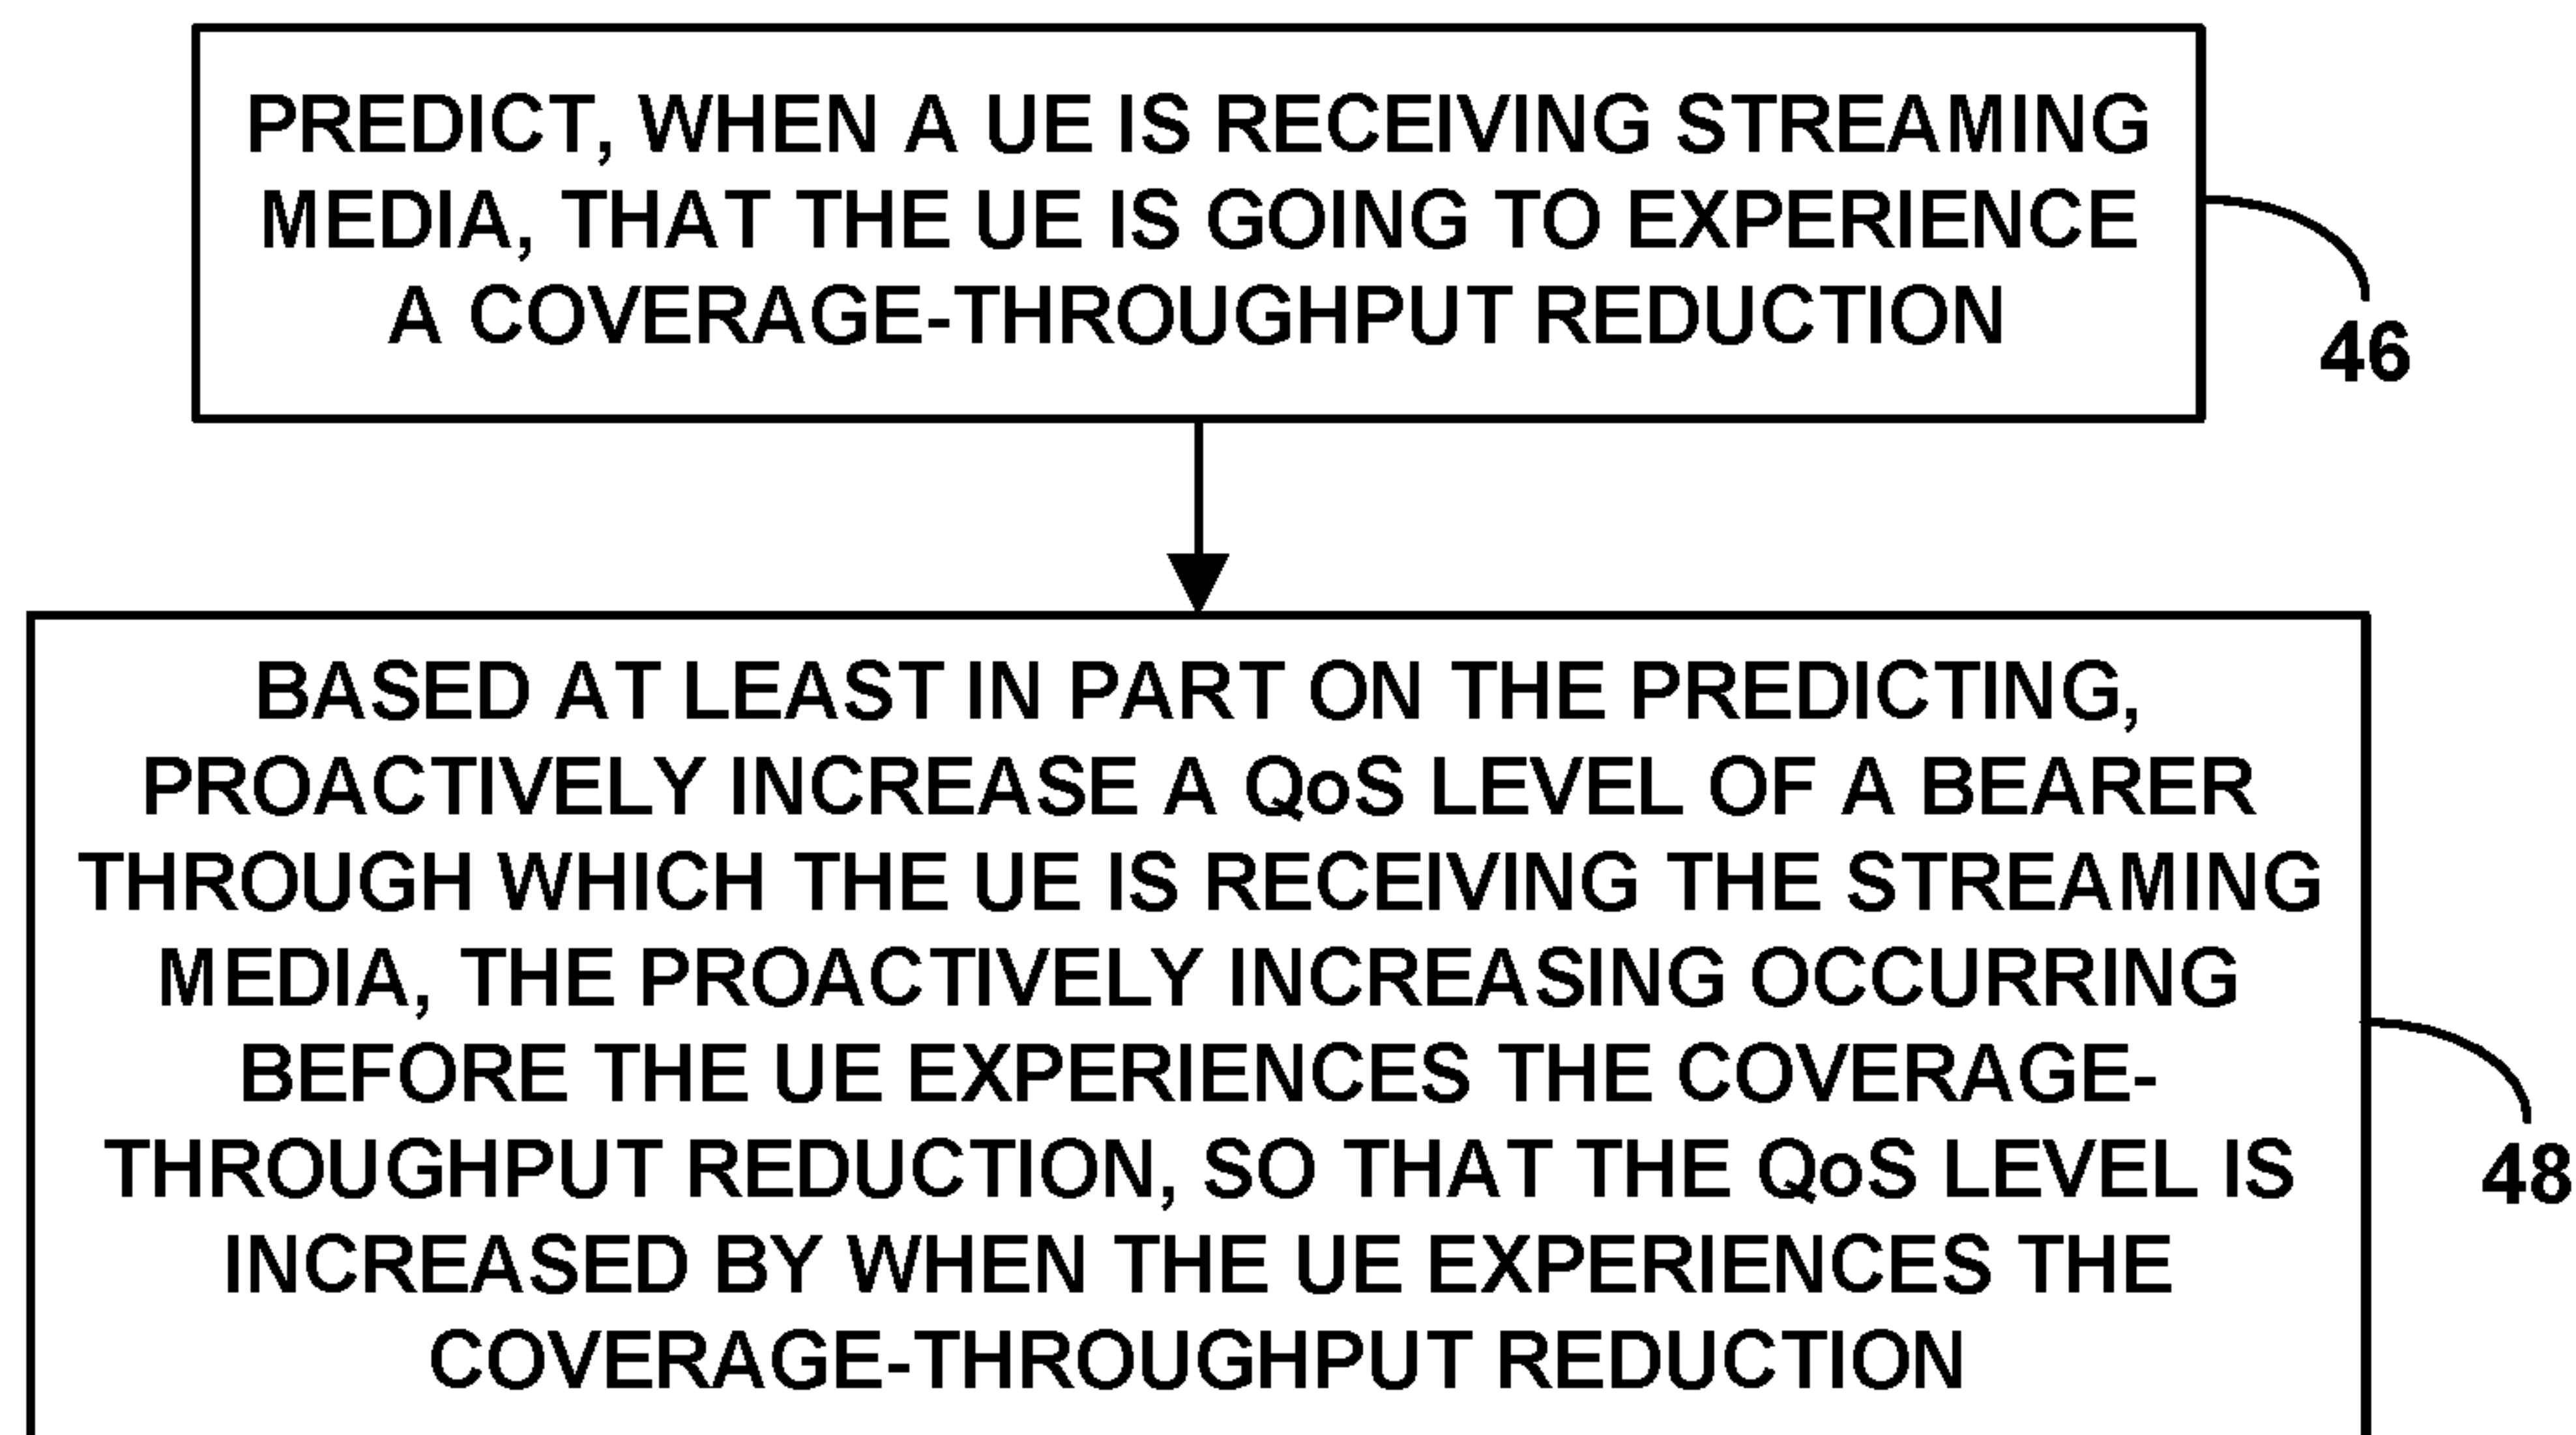 PREDICT, WHEN A UE IS RECEIVING STREAMING
MEDIA, THAT THE UE IS GOING TO EXPERIENCE
A COVERAGE-THROUGHPUT REDUCTION
46
BASED AT LEAST IN PART ON THE PREDICTING,
PROACTIVELY INCREASE A QoS LEVEL OF A BEARER
THROUGH WHICH THE UE IS RECEIVING THE STREAMING
MEDIA, THE PROACTIVELY INCREASING OCCURRING
BEFORE THE UE EXPERIENCES THE COVERAGE-
THROUGHPUT REDUCTION, SO THAT THE QoS LEVEL IS
INCREASED BY WHEN THE UE EXPERIENCES THE
COVERAGE-THROUGHPUT REDUCTION
48